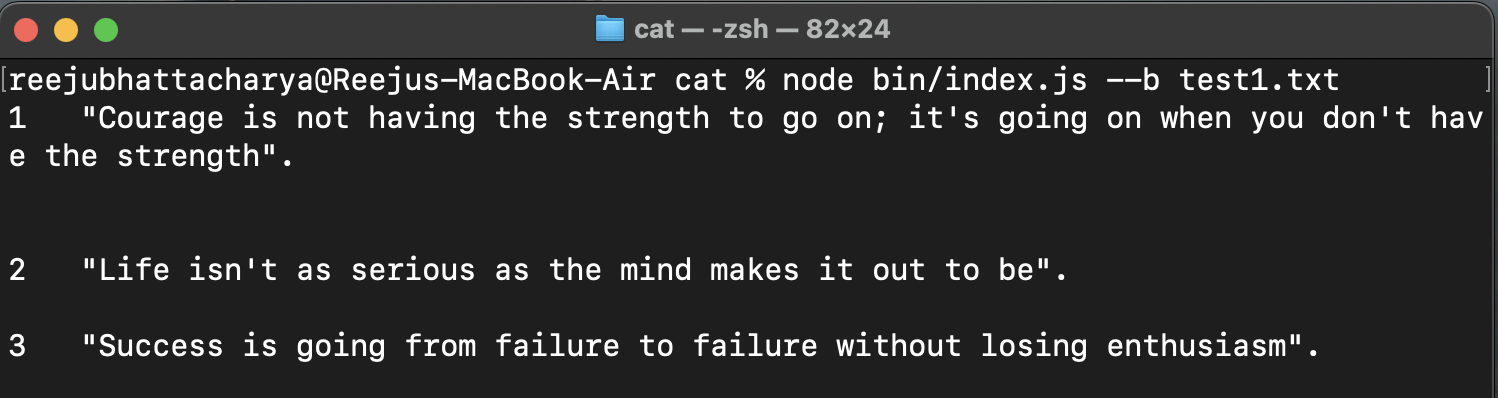 cat — -zsh — 82×24
[reejubhattacharya@Reejus-MacBook-Air cat % node bin/index.js --b test1.txt ]
1   "Courage is not having the strength to go on; it's going on when you don't hav
e the strength".
2   "Life isn't as serious as the mind makes it out to be".
3   "Success is going from failure to failure without losing enthusiasm".